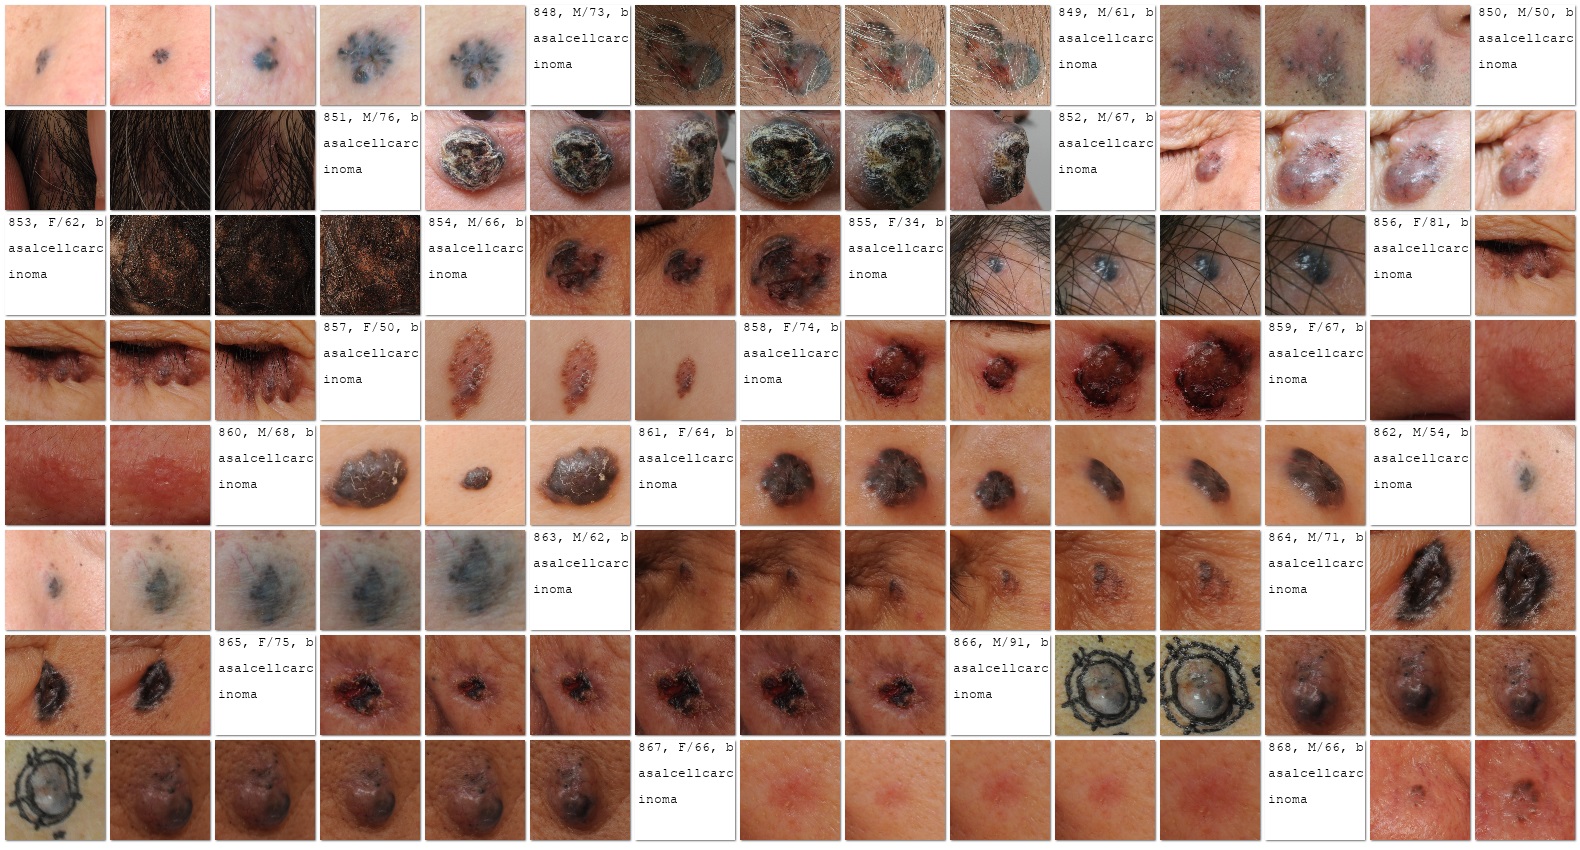 848, M/73, b
asalcellcarc
inoma
849, M/61, b
asalcellcarc
inoma
850, M/50, b
asalcellcarc
inoma
851, M/76, b
asalcellcarc
inoma
852, M/67, b
asalcellcarc
inoma
853, F/62, b
asalcellcarc
inoma
854, M/66, b
asalcellcarc
inoma
855, F/34, b
asalcellcarc
inoma
856, F/81, b
asalcellcarc
inoma
857, F/50, b
asalcellcarc
inoma
858, F/74, b
asalcellcarc
inoma
859, F/67, b
asalcellcarc
inoma
860, M/68, b
asalcellcarc
inoma
861, F/64, b
asalcellcarc
inoma
862, M/54, b
asalcellcarc
inoma
863, M/62, b
asalcellcarc
inoma
864, M/71, b
asalcellcarc
inoma
865, F/75, b
asalcellcarc
inoma
866, M/91, b
asalcellcarc
inoma
867, F/66, b
asalcellcarc
inoma
868, M/66, b
asalcellcarc
inoma